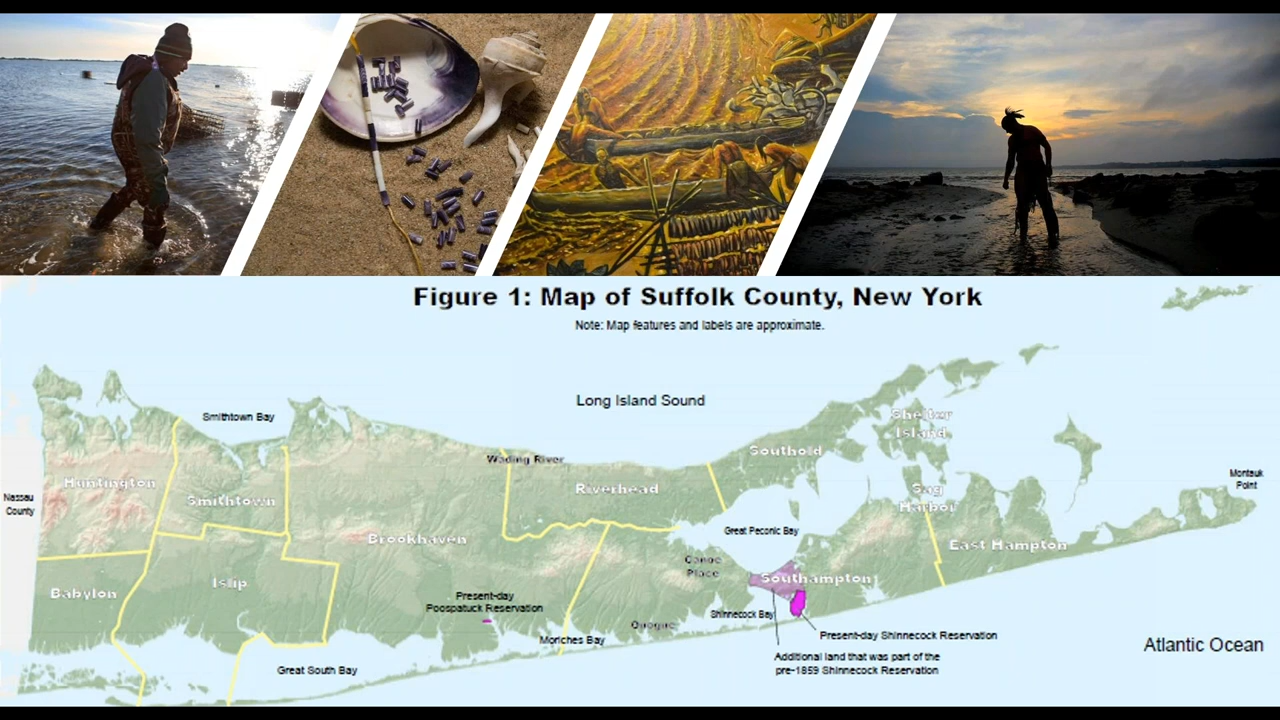 Figure 1: Map of Suffolk County, New York
Note: Map features and labels are approximate.
Long Island Sound
Smithtown Bay
Shelter
Island
Southold
Wading River
Huntington
Riverhead
Montauk
Point
Nassau
County
Smithtown
Sag
Harbor
Great Peconic Bay
Brookhaven
East Hampton
Canoe
Place
Islip
Southampton
Babylon
Present-day
Poospatuck Reservation
Shinnecock Bay
Quogue
Moriches Bay
Present-day Shinnecock Reservation
Atlantic Ocean
Additional land that was part of the
pre-1859 Shinnecock Reservation
Great South Bay